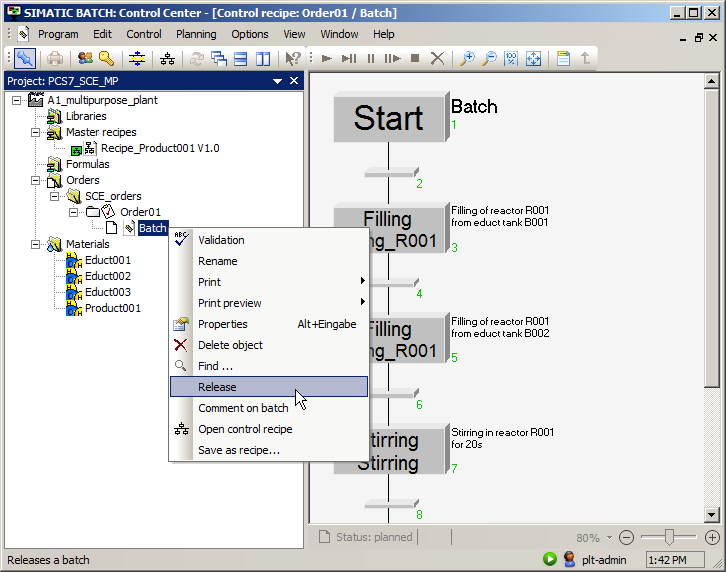 SIMATIC BATCH: Control Center - [Control recipe: Order01 / Batch]
Program Edit Control Planning Options View Window Help
Project: PCS7_SCE_MP
A1_multipurpose_plant
Libraries
Master recipes
Recipe_Product001 V1.0
Formulas
Orders
SCE_orders
Order01
Batch
Materials
Educt001
Educt002
Educt003
Product001
ABC
Validation
Rename
Print
Print preview
Properties Alt+Eingabe
Delete object
Find ...
Release
Comment on batch
Open control recipe
Save as recipe...
Start
Batch
1
2
Filling
ng_R001
Filling of reactor R001
from educt tank B001
3
4
Filling
ng_R001
Filling of reactor R001
from educt tank B002
5
6
tirring
Stirring
Stirring in reactor R001
for 20s
7
8
Status: planned
80%
Releases a batch
plt-admin
1:42 PM